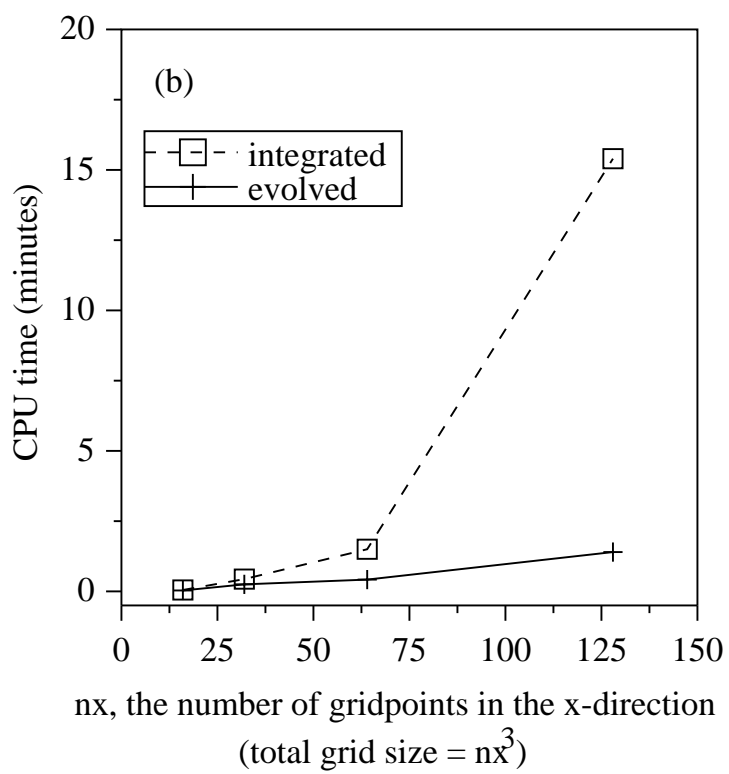 20
(b)
integrated
evolved
15
10
5
0
CPU time (minutes)
0 25 50 75 100 125 150
nx, the number of gridpoints in the x-direction
(total grid size = nx³)